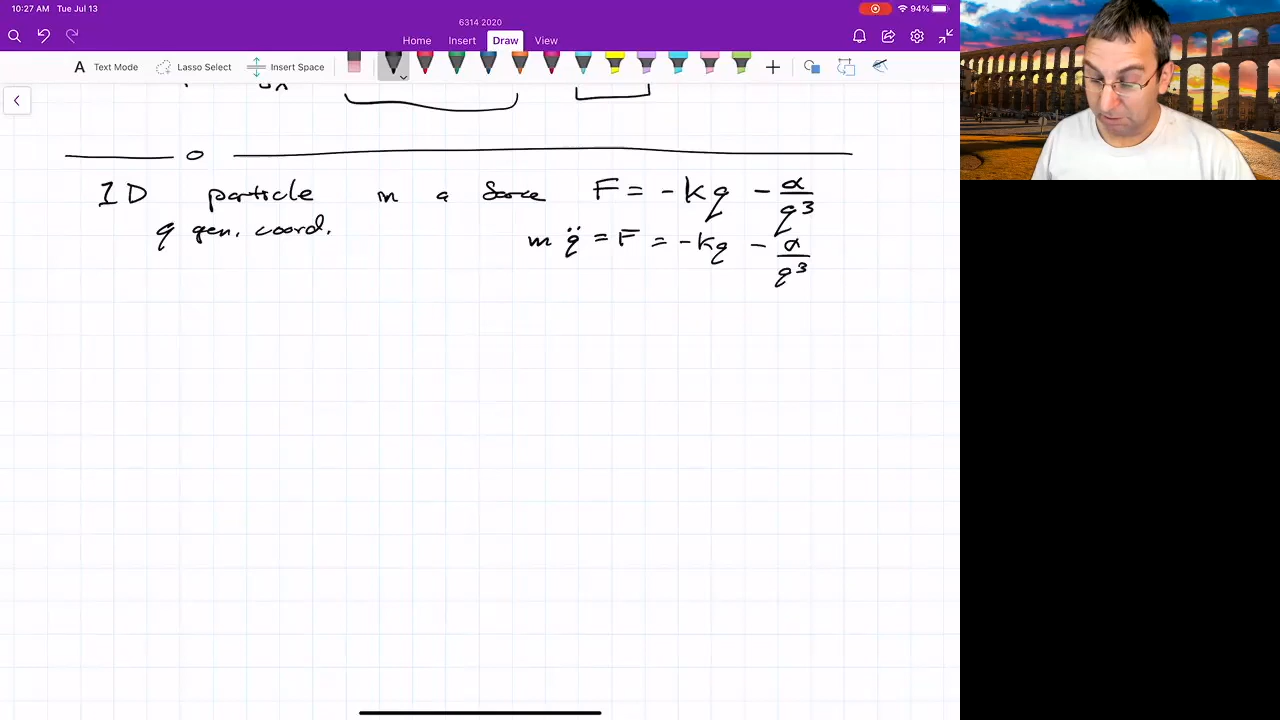 10:27 AM Tue Jul 13
94%
6314 2020
Home Insert Draw View
Text Mode Lasso Select Insert Space
1D particle in a force F = -kq - α/q³
q gen. coord.
m q̈ = F = -kq - α/q³